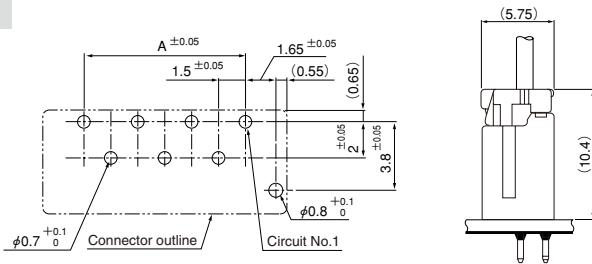 (5.75)
A ±0.05
1.65 ±0.05
1.5 ±0.05
(0.55)
(0.65)
2 ±0.05
3.8 ±0.05
(10.4)
φ0.8 +0.1 0
φ0.7 +0.1 0
Connector outline
Circuit No.1